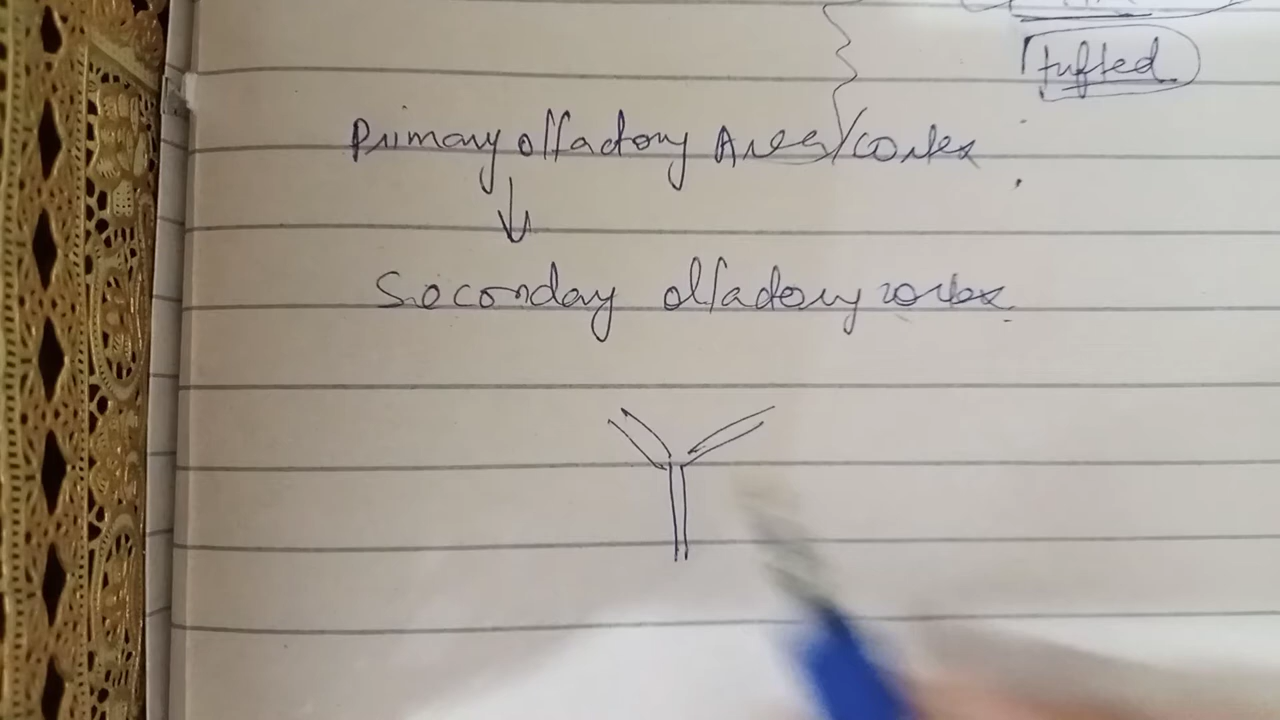 tufted
Primary olfactory Area/cortex
Secondary olfactory cortex